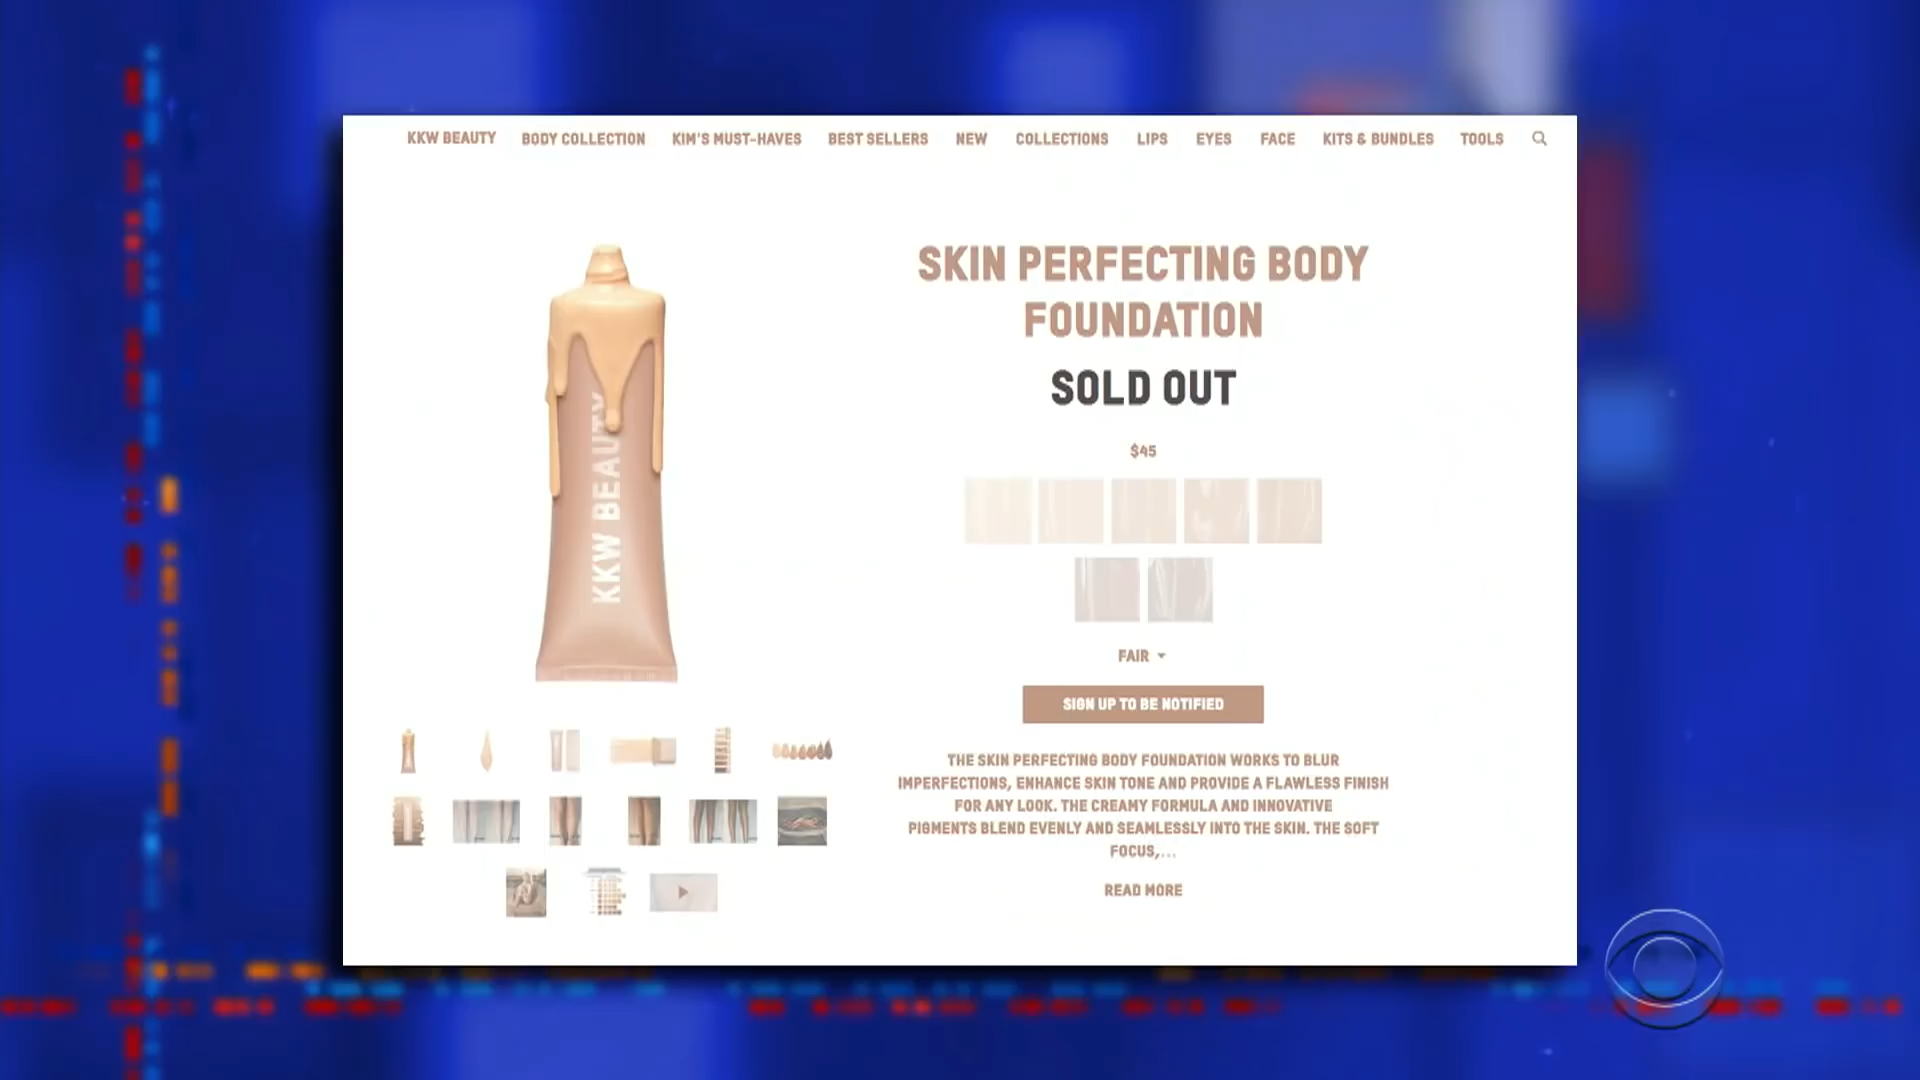 KKW BEAUTY BODY COLLECTION KIM'S MUST-HAVES BEST SELLERS NEW COLLECTIONS LIPS EYES FACE KITS & BUNDLES TOOLS
SKIN PERFECTING BODY
FOUNDATION
SOLD OUT
$45
KKW BEAUTY
FAIR
SIGN UP TO BE NOTIFIED
THE SKIN PERFECTING BODY FOUNDATION WORKS TO BLUR
IMPERFECTIONS, ENHANCE SKIN TONE AND PROVIDE A FLAWLESS FINISH
FOR ANY LOOK. THE CREAMY FORMULA AND INNOVATIVE
PIGMENTS BLEND EVENLY AND SEAMLESSLY INTO THE SKIN. THE SOFT
FOCUS,...
READ MORE